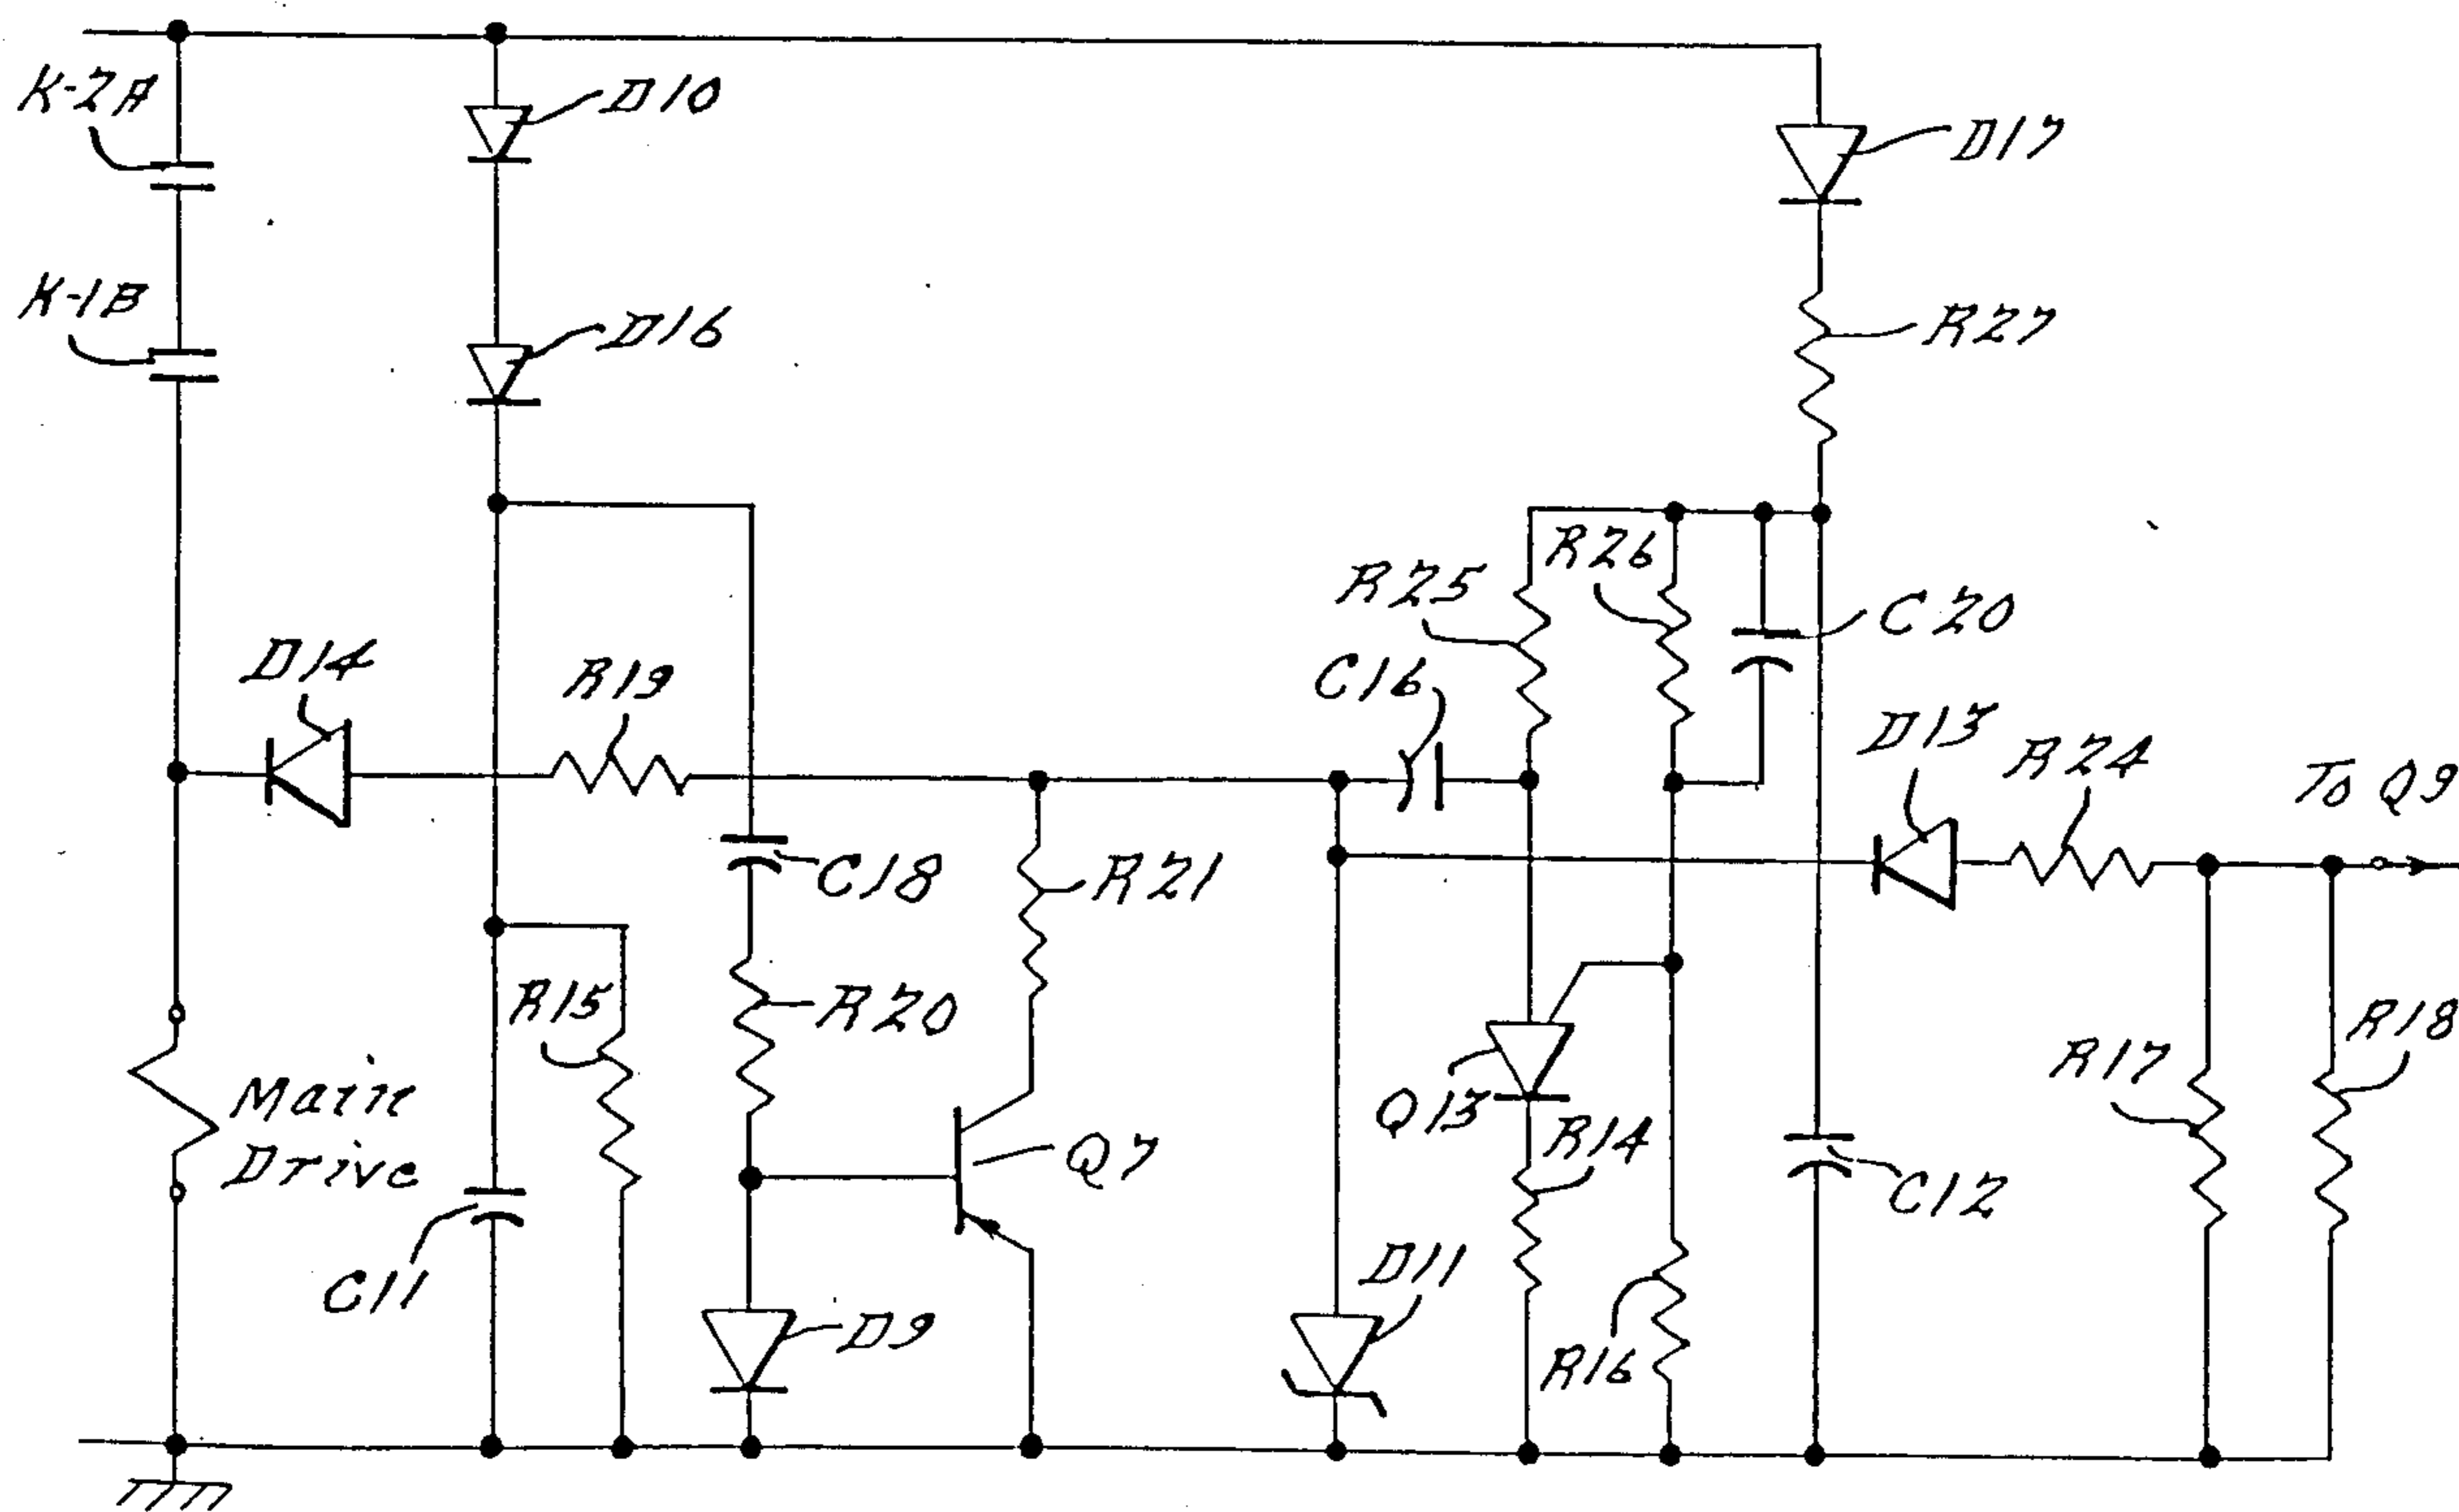 K-2A
D10
D17
K-1B
D16
R27
R26
R25
C20
D14
R19
C16
D13
R24
To Q9
C18
R21
R15
R20
R18
R17
Main
Drive
Q13
R14
Q7
C12
C11
D11
D9
R16